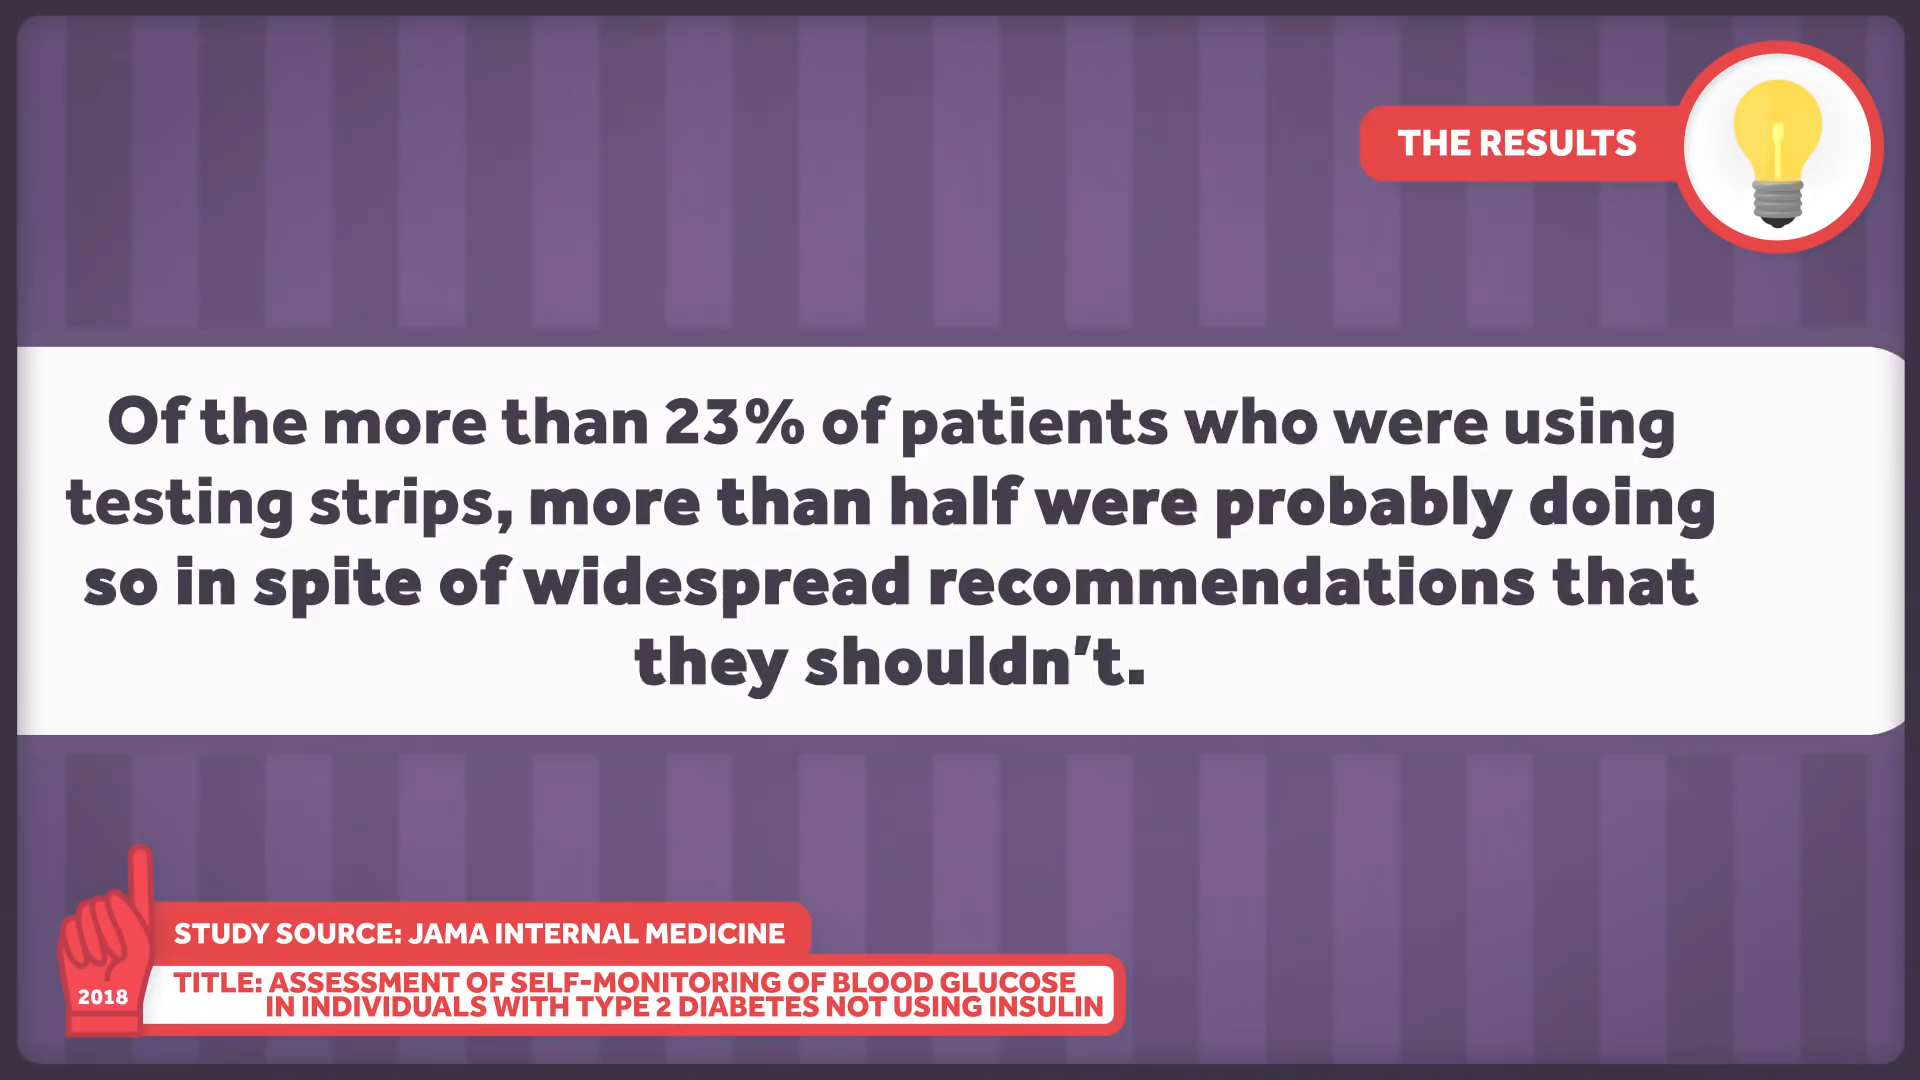 THE RESULTS
Of the more than 23% of patients who were using
testing strips, more than half were probably doing
so in spite of widespread recommendations that
they shouldn’t.
STUDY SOURCE: JAMA INTERNAL MEDICINE
TITLE: ASSESSMENT OF SELF-MONITORING OF BLOOD GLUCOSE
IN INDIVIDUALS WITH TYPE 2 DIABETES NOT USING INSULIN
2018